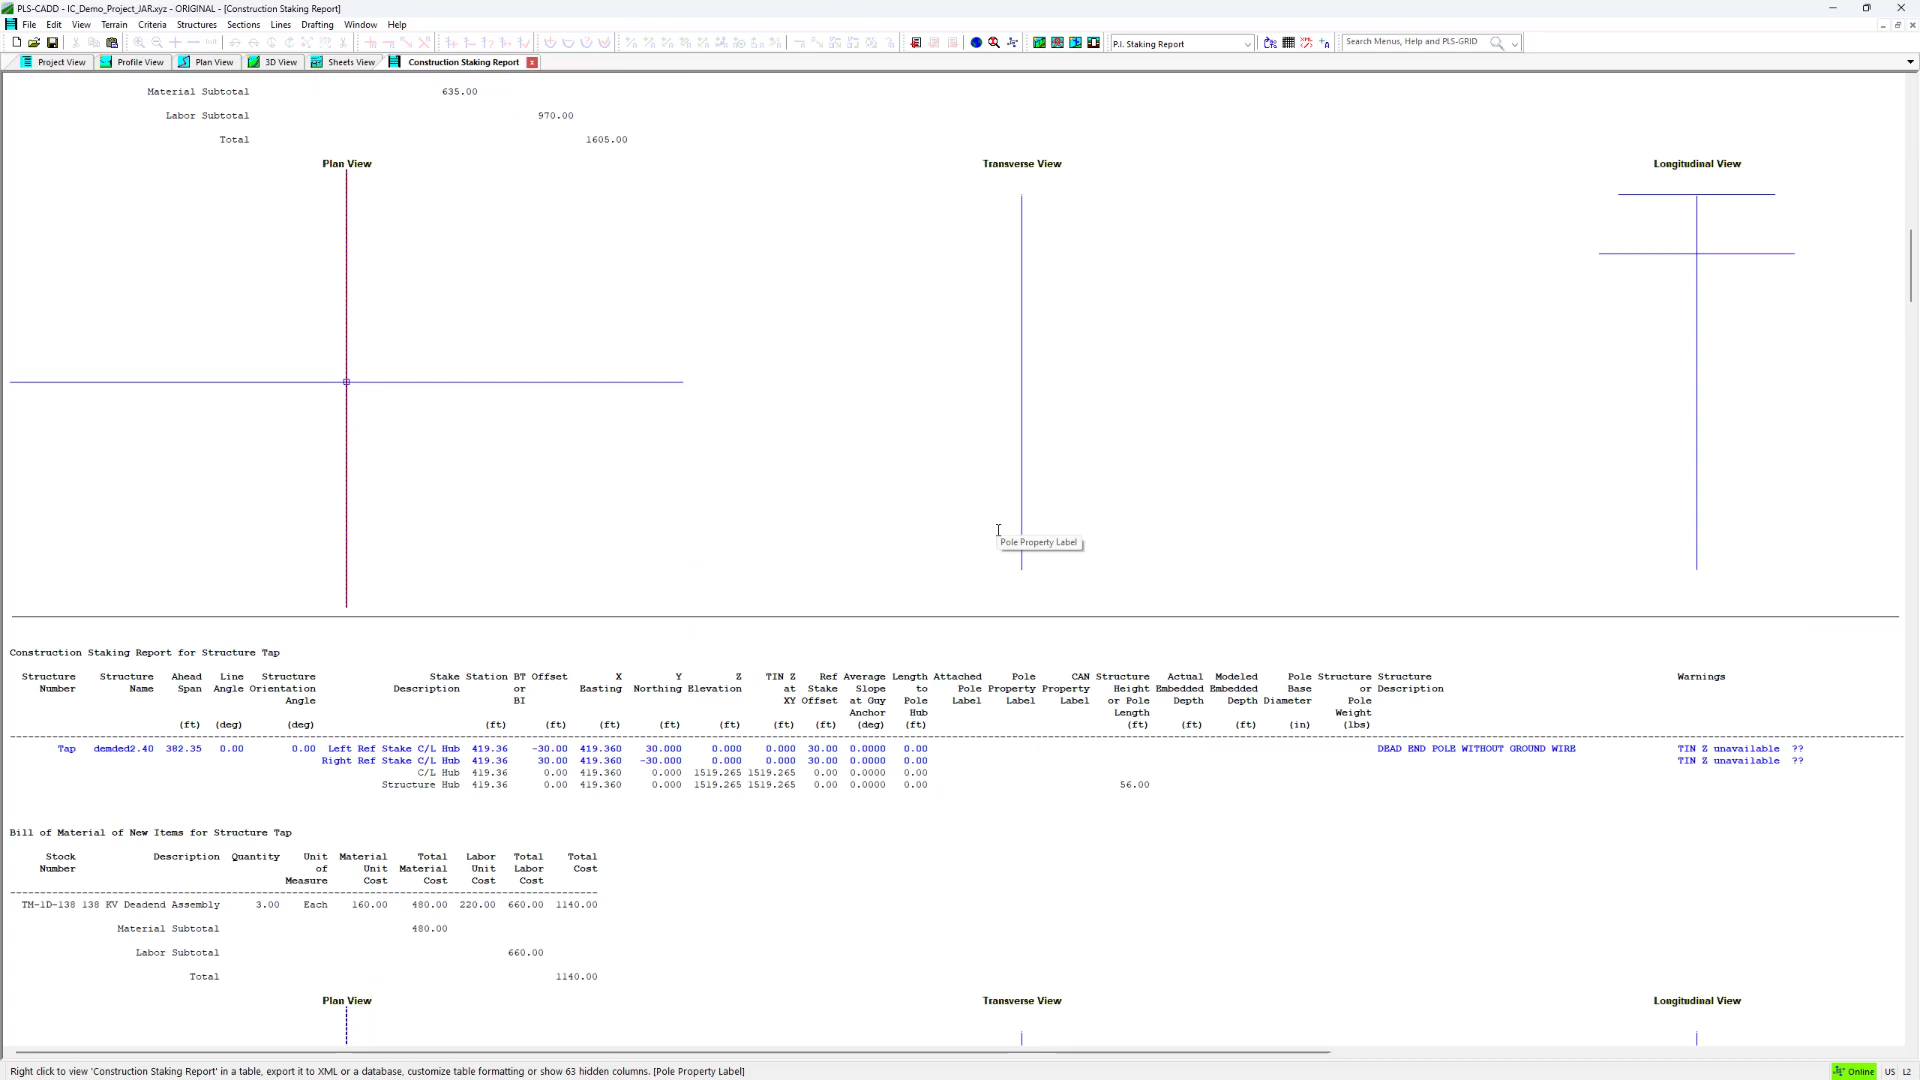 PLS-CADD - IC_Demo_Project_JAR.xyz - ORIGINAL - [Construction Staking Report]
File Edit View Terrain Criteria Structures Sections Lines Drafting Window Help
P.I. Staking Report
Search Menus, Help and PLS-GRID
Project View Profile View Plan View 3D View Sheets View Construction Staking Report
Material Subtotal 635.00
Labor Subtotal 970.00
Total 1605.00
Plan View Transverse View Longitudinal View
Pole Property Label
Construction Staking Report for Structure Tap
Structure Structure Ahead Line Structure Stake Station BT Offset X Y Z TIN Z Ref Average Length Attached Pole CAN Structure Actual Modeled Pole Structure Structure Warnings
Number Name Span Angle Orientation Description or Easting Northing Elevation at Stake Slope to Pole Property Property Height Embedded Embedded Base or Description
Angle BI XY Offset at Guy Pole Label Label Label or Pole Depth Depth Diameter Pole
Anchor Hub Length Weight
(ft) (deg) (deg) (ft) (ft) (ft) (ft) (ft) (ft) (ft) (deg) (ft) (ft) (ft) (ft) (in) (lbs)
Tap demded2.40 382.35 0.00 0.00 Left Ref Stake C/L Hub 419.36 -30.00 419.360 30.000 0.000 0.000 30.00 0.0000 0.00 DEAD END POLE WITHOUT GROUND WIRE TIN Z unavailable ??
Right Ref Stake C/L Hub 419.36 30.00 419.360 -30.000 0.000 0.000 30.00 0.0000 0.00 TIN Z unavailable ??
C/L Hub 419.36 0.00 419.360 0.000 1519.265 1519.265 0.00 0.0000 0.00
Structure Hub 419.36 0.00 419.360 0.000 1519.265 1519.265 0.00 0.0000 0.00 56.00
Bill of Material of New Items for Structure Tap
Stock Description Quantity Unit Material Total Labor Total Total
Number of Unit Material Unit Labor Cost
Measure Cost Cost Cost Cost
TM-1D-138 138 KV Deadend Assembly 3.00 Each 160.00 480.00 220.00 660.00 1140.00
Material Subtotal 480.00
Labor Subtotal 660.00
Total 1140.00
Plan View Transverse View Longitudinal View
Right click to view 'Construction Staking Report' in a table, export it to XML or a database, customize table formatting or show 63 hidden columns. [Pole Property Label]
Online US L2